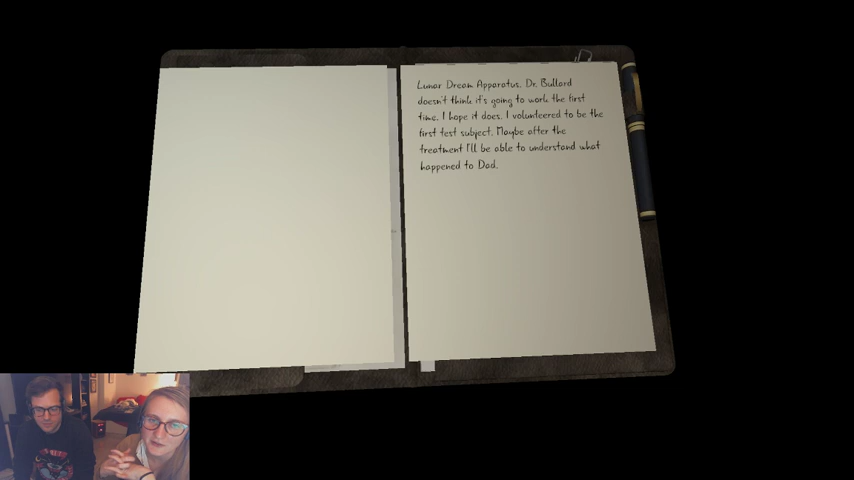 Lunar Dream Apparatus. Dr. Bullard
doesn't think it's going to work the first
time. I hope it does. I volunteered to be the
first test subject. Maybe after the
treatment I'll be able to understand what
happened to Dad.